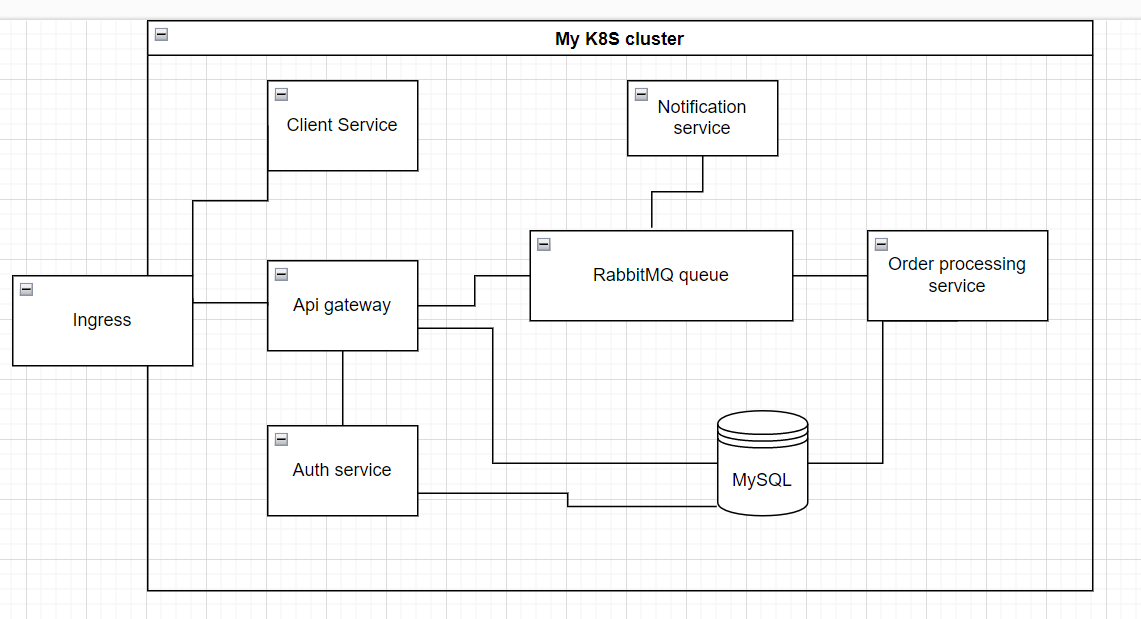 My K8S cluster
Client Service
Notification
service
Ingress
Api gateway
RabbitMQ queue
Order processing
service
Auth service
MySQL